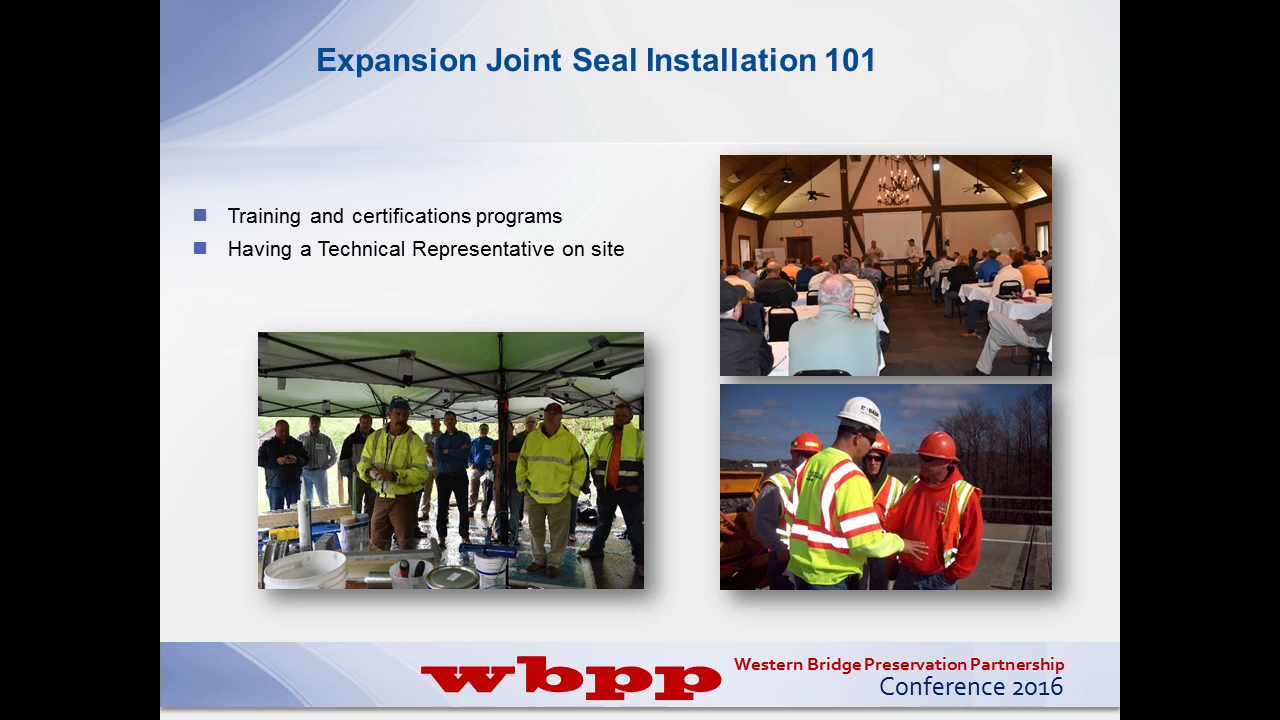 Expansion Joint Seal Installation 101
Training and certifications programs
Having a Technical Representative on site
wbpp
Western Bridge Preservation Partnership
Conference 2016